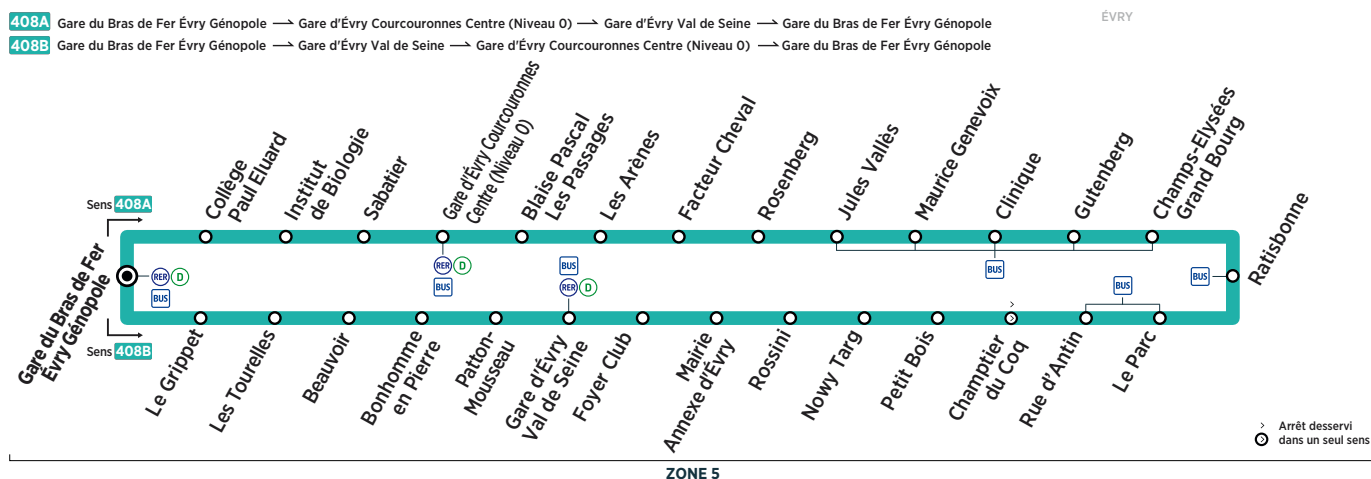 ÉVRY
408A Gare du Bras de Fer Évry Génopole → Gare d'Évry Courcouronnes Centre (Niveau 0) → Gare d'Évry Val de Seine → Gare du Bras de Fer Évry Génopole
408B Gare du Bras de Fer Évry Génopole → Gare d'Évry Val de Seine → Gare d'Évry Courcouronnes Centre (Niveau 0) → Gare du Bras de Fer Évry Génopole
Sens 408A
Gare du Bras de Fer
Évry Génopole
RER D
BUS
Sens 408B
Collège
Paul Eluard
Institut
de Biologie
Sabatier
Gare d'Évry Courcouronnes
Centre (Niveau 0)
RER D
BUS
Blaise Pascal
Les Passages
Les Arènes
Facteur Cheval
Rosenberg
Jules Vallès
Maurice Genevoix
Clinique
BUS
Gutenberg
Champs-Elysées
Grand Bourg
BUS
Ratisbonne
Le Grippet
Les Tourelles
Beauvoir
Bonhomme
en Pierre
Patton-
Mousseau
BUS
RER D
Gare d'Évry
Val de Seine
Foyer Club
Mairie
Annexe d'Évry
Rossini
Nowy Targ
Petit Bois
Champtier
du Coq
BUS
Rue d'Antin
Le Parc
Arrêt desservi
dans un seul sens
ZONE 5